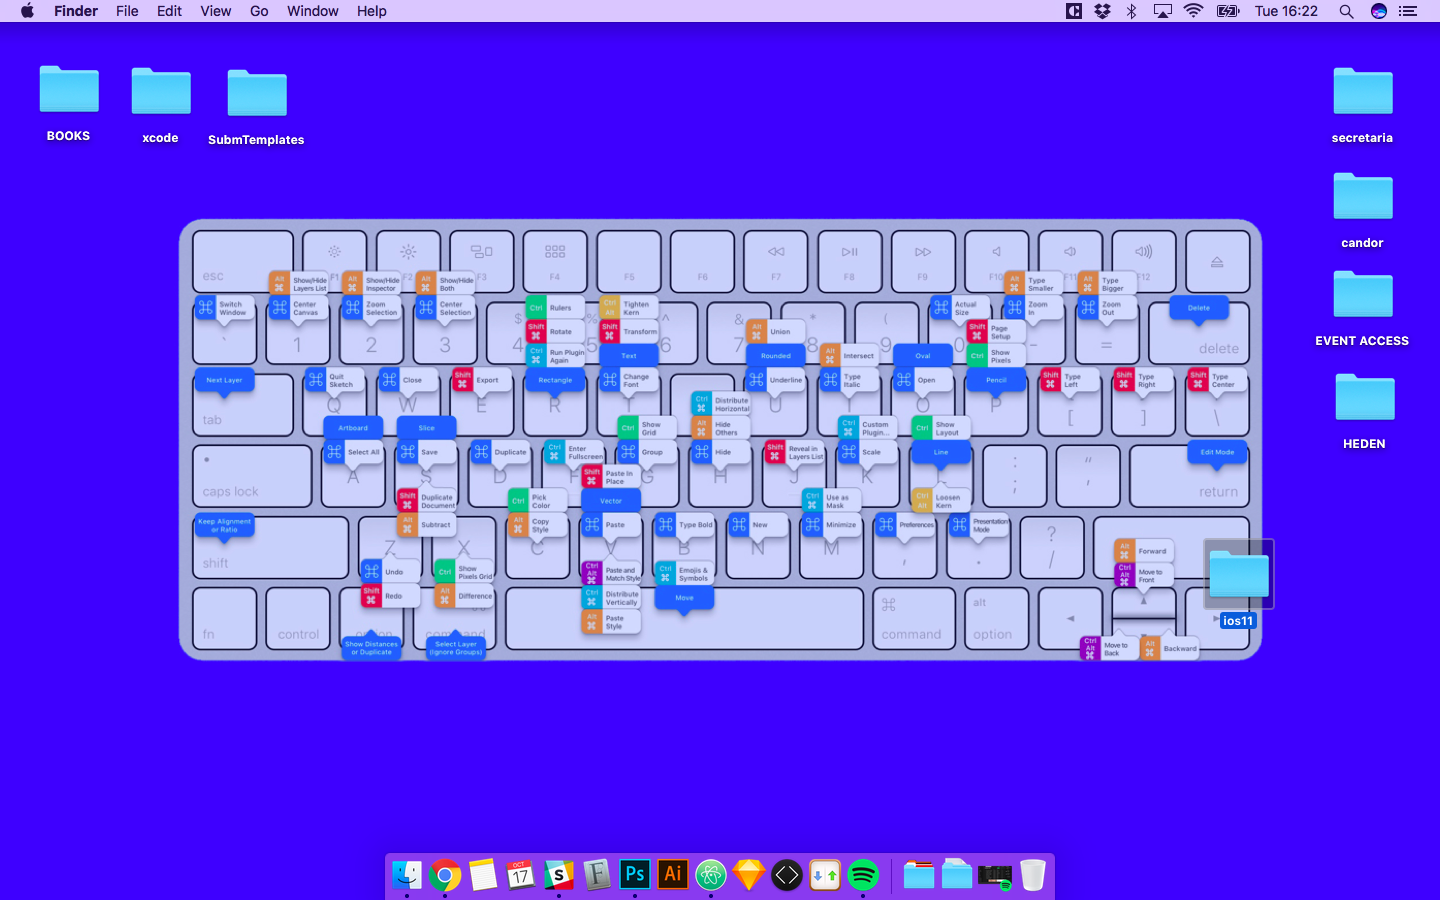 Finder File Edit View Go Window Help
Tue 16:22
BOOKS
xcode
SubmTemplates
secretaria
candor
EVENT ACCESS
HEDEN
ios11
esc
F1
F2
F3
F4
F5
F6
F7
F8
F9
F10
F11
F12
Alt Show/Hide Layers List
Alt Show/Hide Inspector
Alt Show/Hide Both
Alt Type Smaller
Alt Type Bigger
Switch Window
Center Canvas
Zoom Selection
Center Selection
Ctrl Rulers
Ctrl Alt Tighten Kern
Actual Size
Zoom In
Zoom Out
Delete
Shift Rotate
Shift Transform
Alt Union
Shift Page Setup
Ctrl Run Plugin Again
Text
Rounded
Alt Intersect
Oval
Ctrl Show Pixels
` 1 2 3 4 $ % ^ & 7 * 8 ( 9 0 - =
delete
Next Layer
Quit Sketch
Close
Shift Export
Rectangle
Change Font
Underline
Type Italic
Open
Pencil
Shift Type Left
Shift Type Right
Shift Type Center
tab
Q W E R U O P [ ] \
Ctrl Distribute Horizontal
Artboard
Slice
Ctrl Show Grid
Alt Hide Others
Ctrl Custom Plugin...
Ctrl Show Layout
Select All
Save
Duplicate
Ctrl Enter Fullscreen
Group
Hide
Shift Reveal in Layers List
Scale
Line
Edit Mode
caps lock
A S D F G H J K : ; “ ‘
return
Shift Paste In Place
Shift Duplicate Document
Ctrl Pick Color
Vector
Ctrl Use as Mask
Ctrl Alt Loosen Kern
Keep Alignment or Ratio
Alt Subtract
Alt Copy Style
Paste
Type Bold
New
Minimize
Preferences
Presentation Mode
shift
Z X C V B N M , . ? /
Alt Forward
Undo
Ctrl Show Pixels Grid
Ctrl Alt Paste and Match Style
Ctrl Emojis & Symbols
Ctrl Alt Move to Front
Shift Redo
Alt Difference
Ctrl Distribute Vertically
Move
Alt Paste Style
fn
control
option
command
command
alt
option
Show Distances or Duplicate
Select Layer (Ignore Groups)
Ctrl Alt Move to Back
Alt Backward
OCT
17
S
F
Ps
Ai